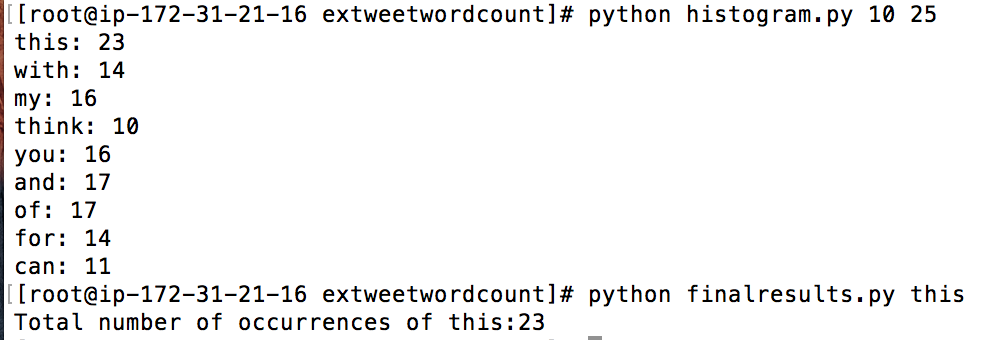 [[root@ip-172-31-21-16 extweetwordcount]# python histogram.py 10 25
this: 23
with: 14
my: 16
think: 10
you: 16
and: 17
of: 17
for: 14
can: 11
[[root@ip-172-31-21-16 extweetwordcount]# python finalresults.py this
Total number of occurrences of this:23